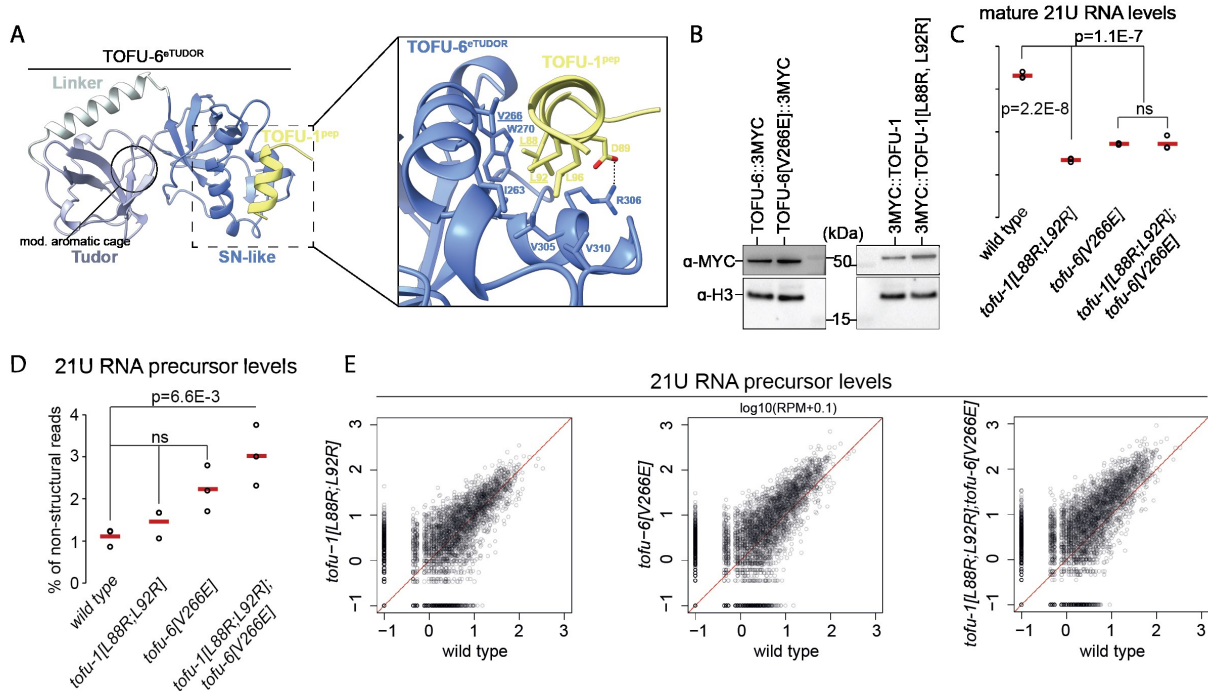 A
TOFU-6eTUDOR
Linker
TOFU-1pep
mod. aromatic cage
Tudor
SN-like
TOFU-6eTUDOR
TOFU-1pep
V266
W270
L88
D89
L92
L96
I263
R306
V305
V310
B
TOFU-6::3MYC
TOFU-6[V266E]::3MYC
3MYC::TOFU-1
3MYC::TOFU-1[L88R, L92R]
(kDa)
α-MYC
50
α-H3
15
C
mature 21U RNA levels
p=1.1E-7
p=2.2E-8
ns
wild type
tofu-1[L88R;L92R]
tofu-6[V266E]
tofu-1[L88R;L92R];
tofu-6[V266E]
D
21U RNA precursor levels
p=6.6E-3
ns
% of non-structural reads
4
3
2
1
0
wild type
tofu-1[L88R;L92R]
tofu-6[V266E]
tofu-1[L88R;L92R];
tofu-6[V266E]
E
21U RNA precursor levels
log10(RPM+0.1)
tofu−1[L88R;L92R]
3
2
1
0
−1
−1 0 1 2 3
wild type
tofu−6[V266E]
3
2
1
0
−1
−1 0 1 2 3
wild type
tofu-1[L88R;L92R];tofu-6[V266E]
3
2
1
0
−1
−1 0 1 2 3
wild type